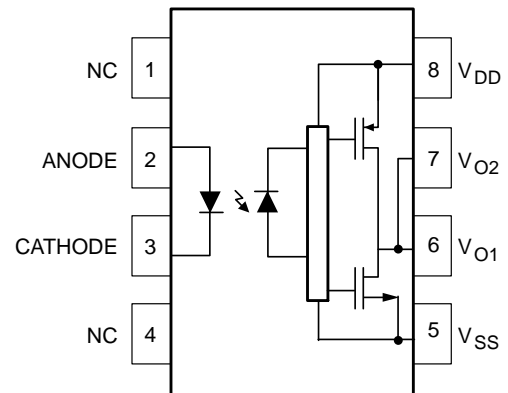 NC 1 8 VDD
ANODE 2 7 VO2
CATHODE 3 6 VO1
NC 4 5 VSS